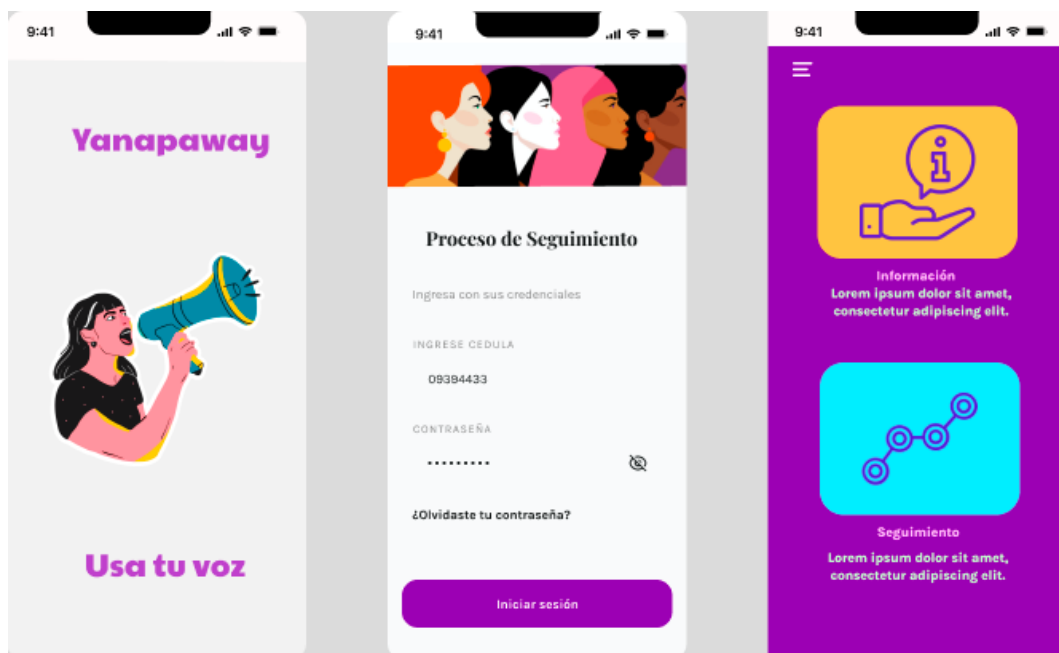 9:41
Yanapaway
Usa tu voz
9:41
Proceso de Seguimiento
Ingresa con sus credenciales
INGRESE CEDULA
09394433
CONTRASEÑA
•••••••••
¿Olvidaste tu contraseña?
Iniciar sesión
9:41
i
Información
Lorem ipsum dolor sit amet,
consectetur adipiscing elit.
Seguimiento
Lorem ipsum dolor sit amet,
consectetur adipiscing elit.